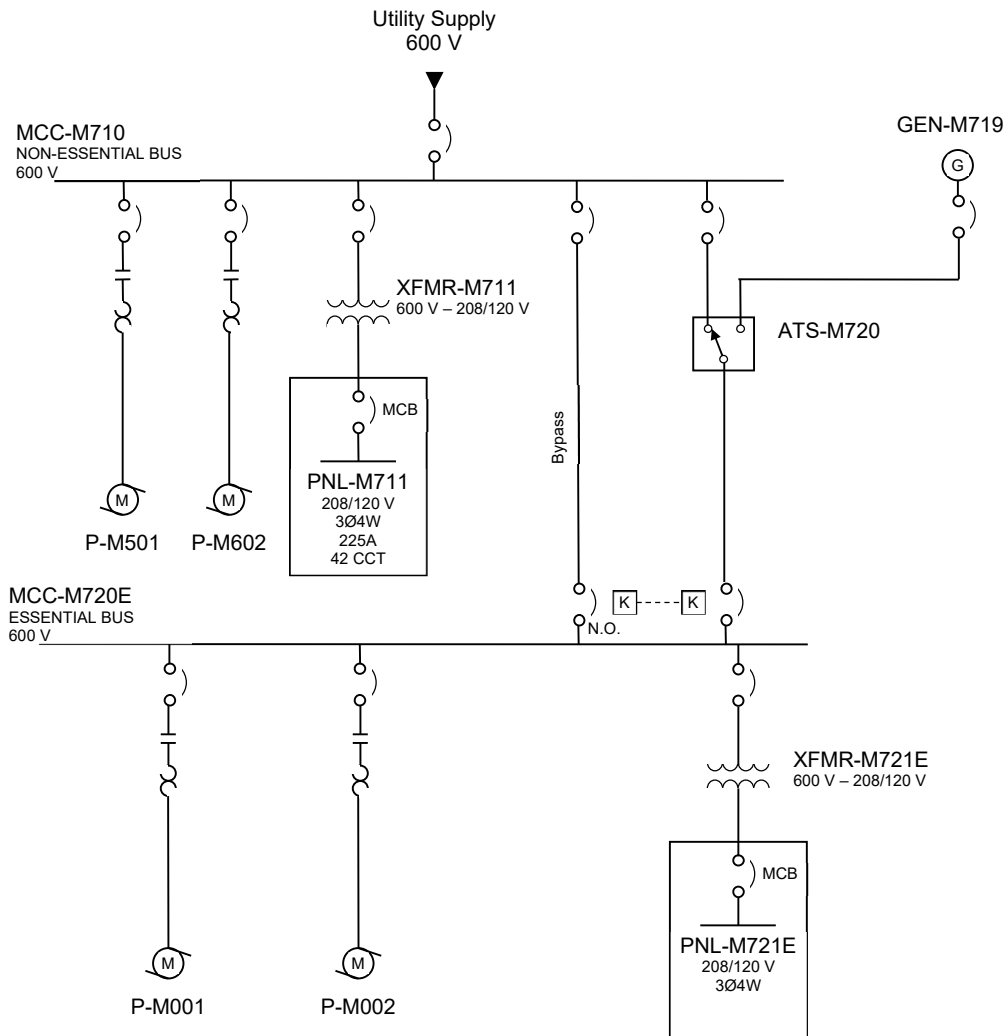 Utility Supply
600 V
MCC-M710
NON-ESSENTIAL BUS
600 V
GEN-M719
G
XFMR-M711
600 V – 208/120 V
ATS-M720
MCB
Bypass
PNL-M711
208/120 V
3Ø4W
225A
42 CCT
M
M
P-M501
P-M602
MCC-M720E
ESSENTIAL BUS
600 V
K
K
N.O.
XFMR-M721E
600 V – 208/120 V
MCB
PNL-M721E
208/120 V
3Ø4W
M
M
P-M001
P-M002